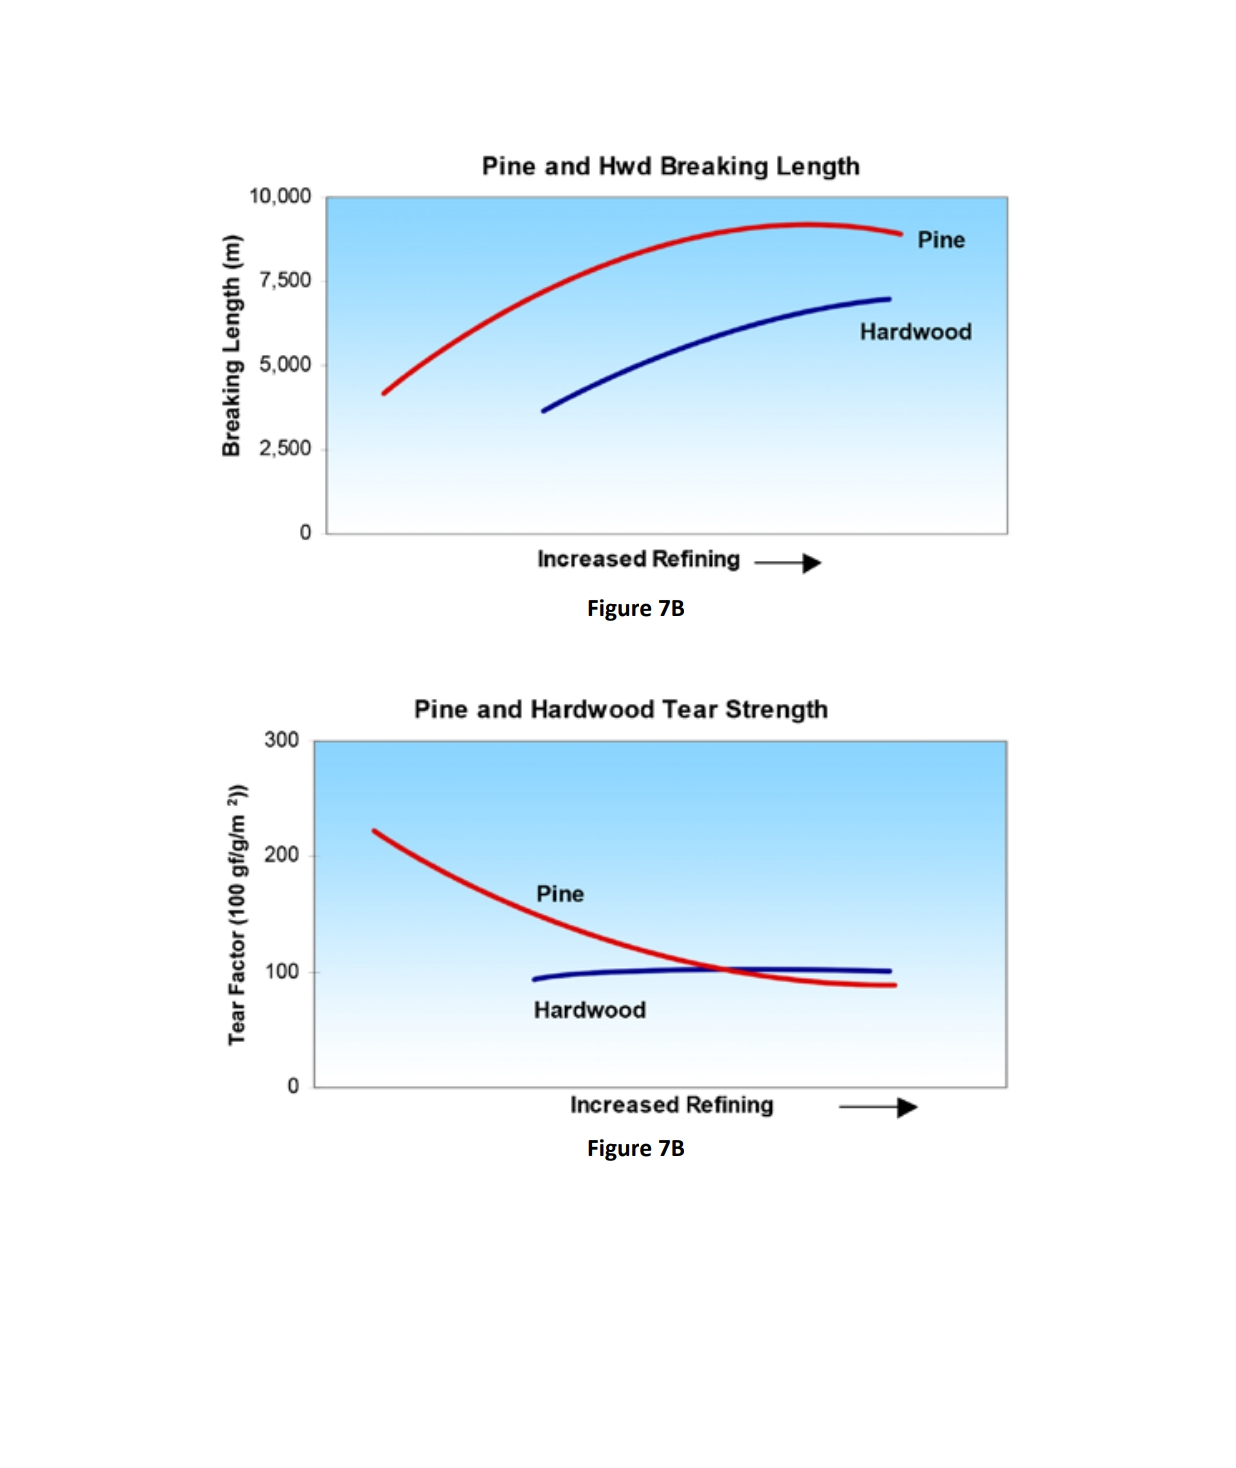 Pine and Hwd Breaking Length
10,000
7,500
5,000
2,500
0
Breaking Length (m)
Pine
Hardwood
Increased Refining
Figure 7B
Pine and Hardwood Tear Strength
300
200
100
0
Tear Factor (100 gf/g/m ²))
Pine
Hardwood
Increased Refining
Figure 7B